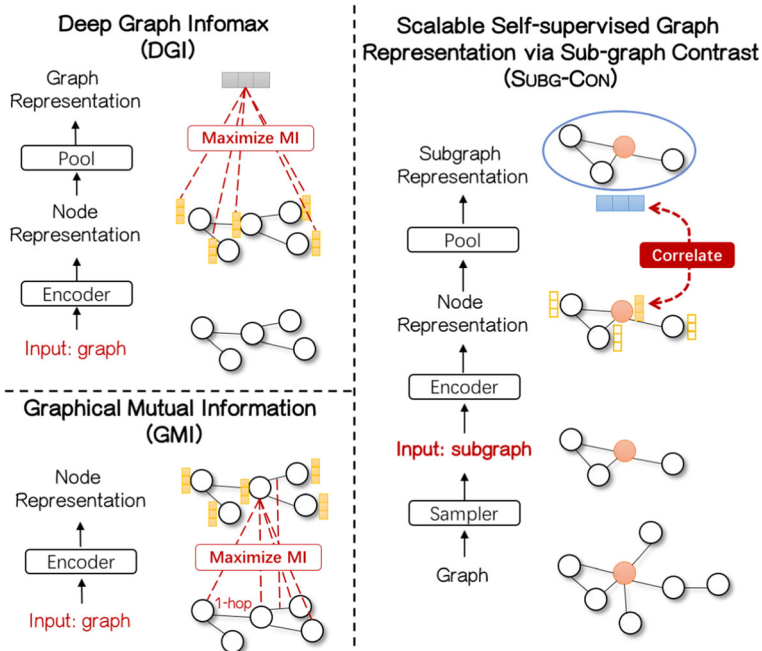 Deep Graph Infomax
(DGI)
Graph
Representation
Maximize MI
Pool
Node
Representation
Encoder
Input: graph
Graphical Mutual Information
(GMI)
Node
Representation
Maximize MI
Encoder
1-hop
Input: graph
Scalable Self-supervised Graph
Representation via Sub-graph Contrast
(SUBG-CON)
Subgraph
Representation
Pool
Correlate
Node
Representation
Encoder
Input: subgraph
Sampler
Graph